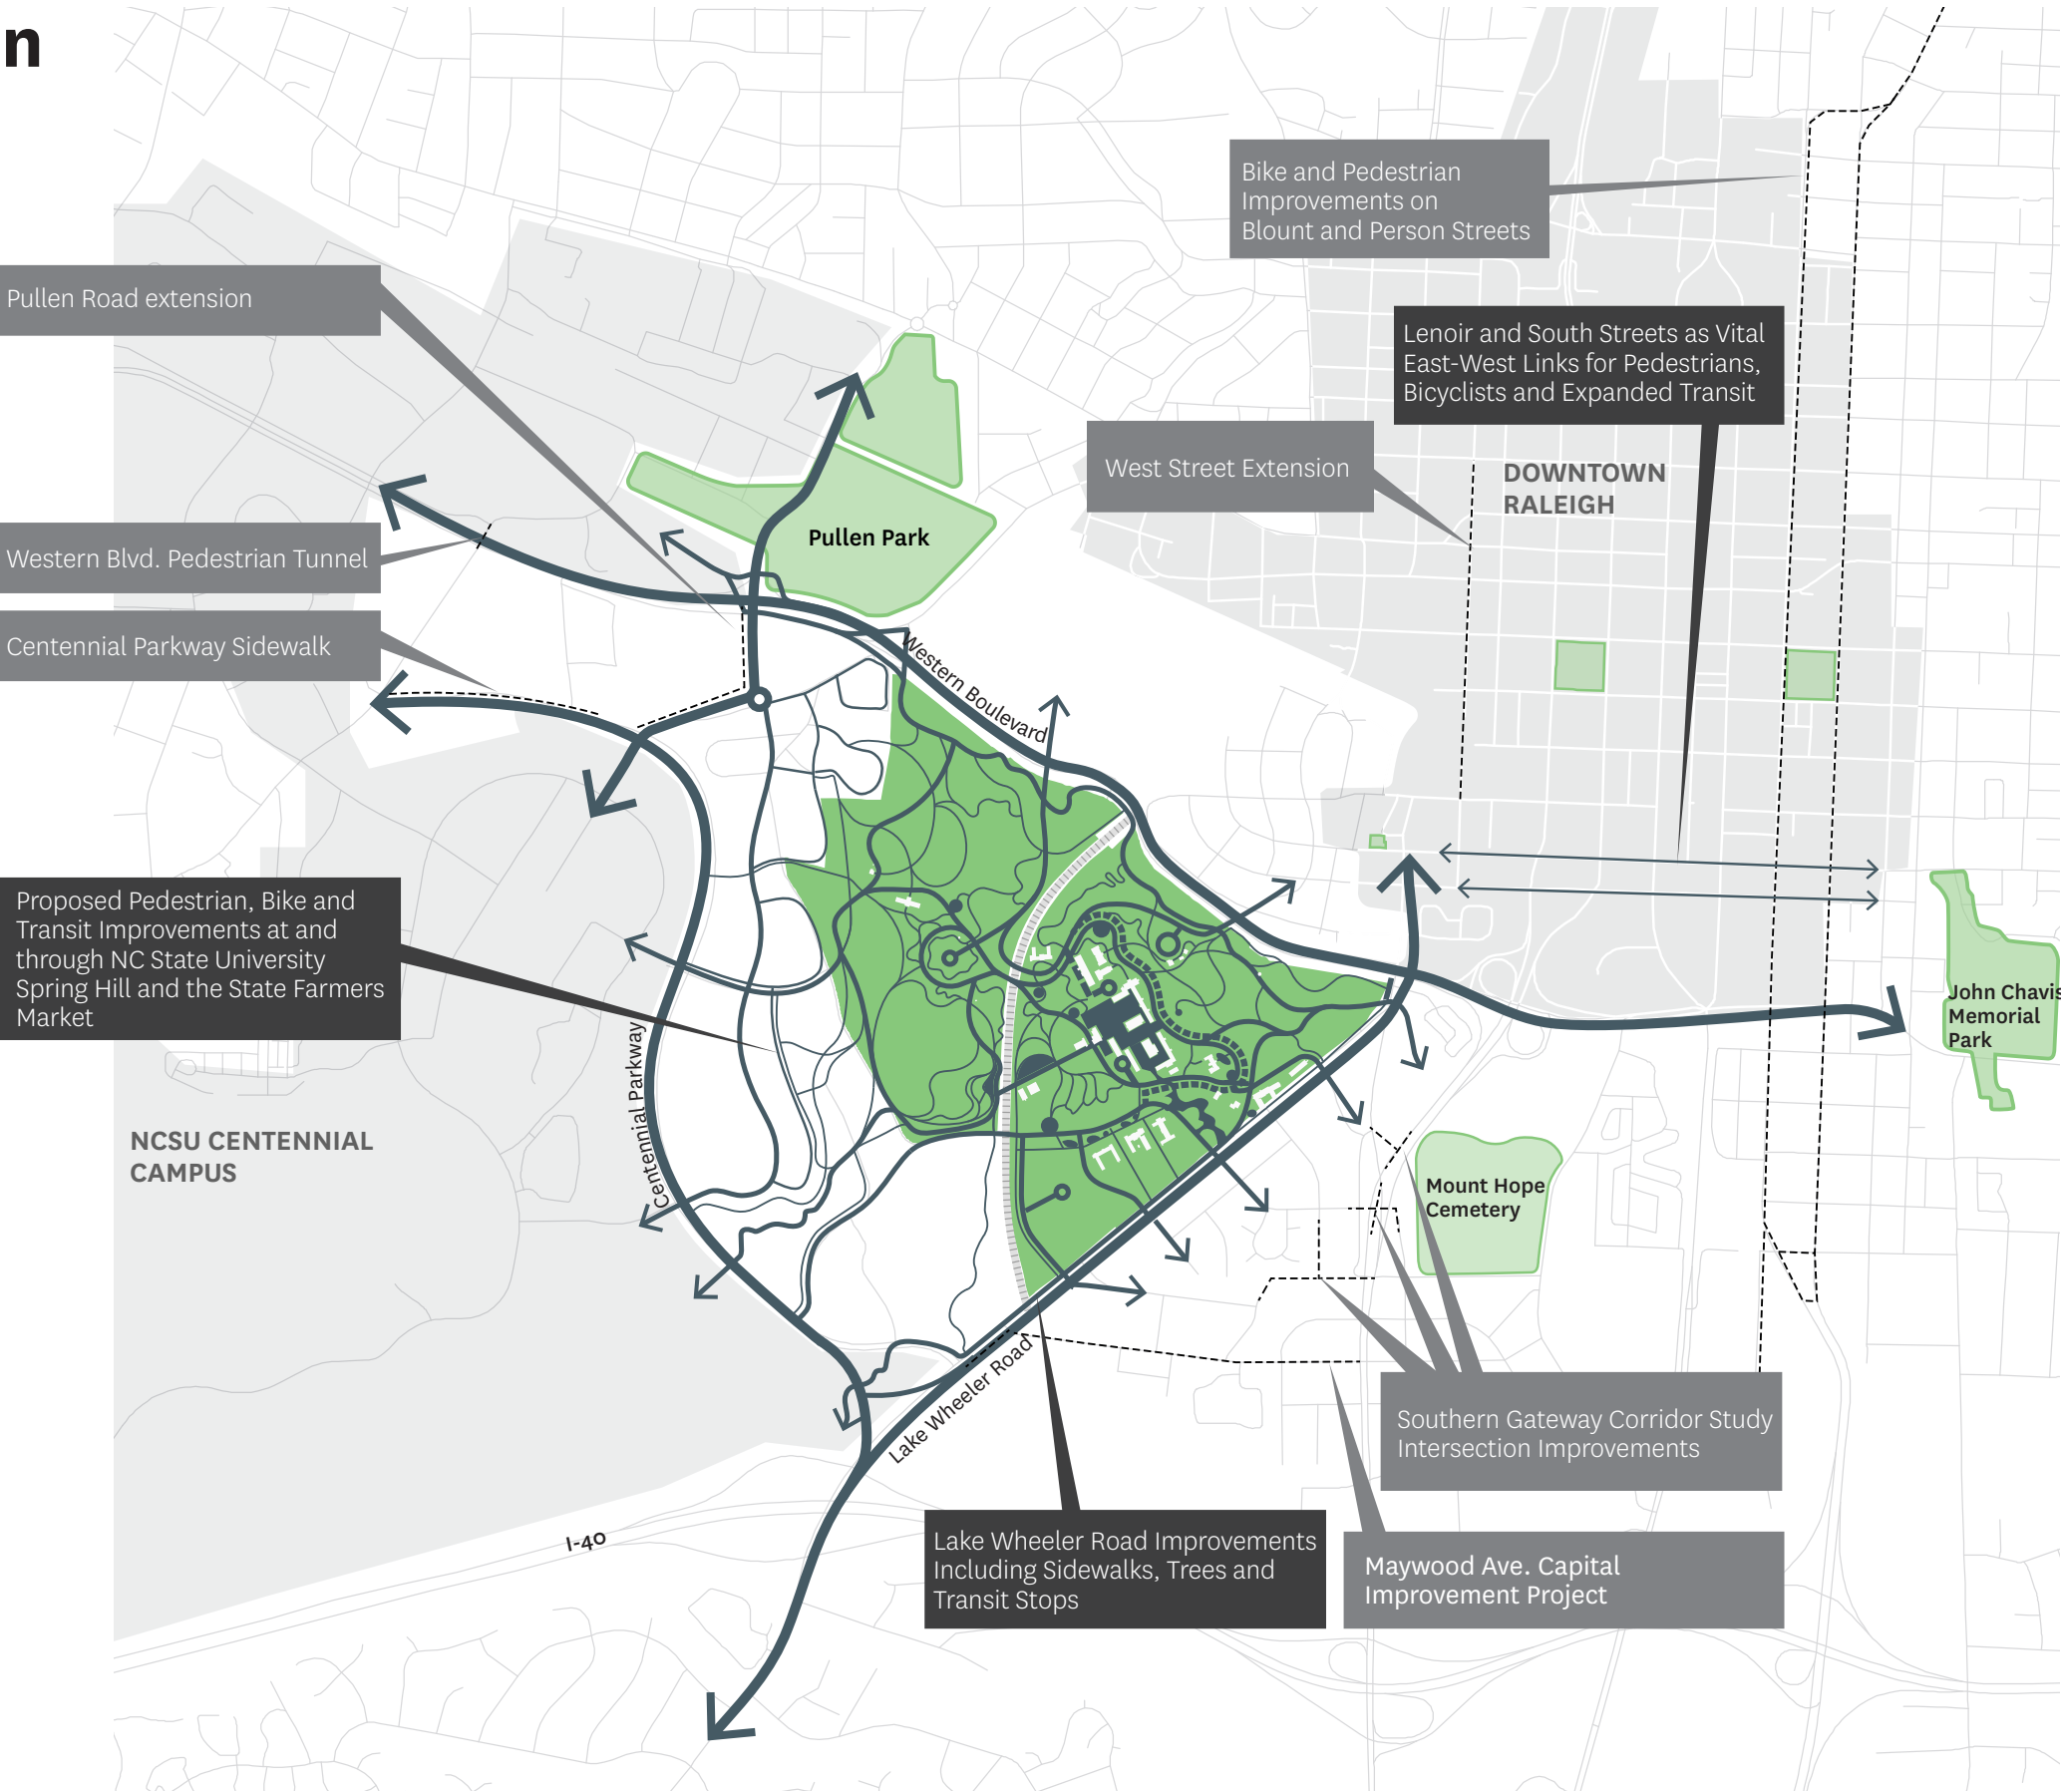 n
Bike and Pedestrian
Improvements on
Blount and Person Streets
Pullen Road extension
Lenoir and South Streets as Vital
East-West Links for Pedestrians,
Bicyclists and Expanded Transit
West Street Extension
DOWNTOWN
RALEIGH
Pullen Park
Western Blvd. Pedestrian Tunnel
Centennial Parkway Sidewalk
Western Boulevard
Proposed Pedestrian, Bike and
Transit Improvements at and
through NC State University
Spring Hill and the State Farmers
Market
John Chavis
Memorial
Park
Centennial Parkway
NCSU CENTENNIAL
CAMPUS
Mount Hope
Cemetery
Lake Wheeler Road
Southern Gateway Corridor Study
Intersection Improvements
I-40
Lake Wheeler Road Improvements
Including Sidewalks, Trees and
Transit Stops
Maywood Ave. Capital
Improvement Project